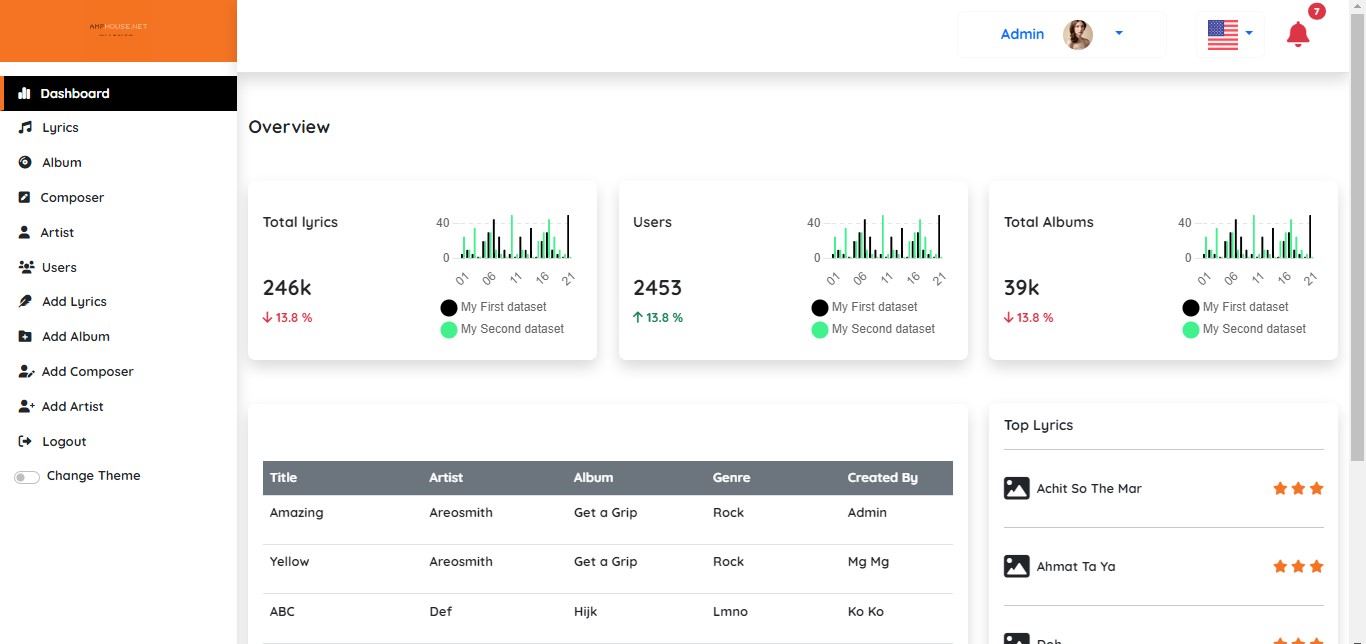 AMPHOUSE.NET
Admin
7
Dashboard
Lyrics
Album
Composer
Artist
Users
Add Lyrics
Add Album
Add Composer
Add Artist
Logout
Change Theme
Overview
Total lyrics
246k
13.8 %
40
0
01 06 11 16 21
My First dataset
My Second dataset
Users
2453
13.8 %
40
0
01 06 11 16 21
My First dataset
My Second dataset
Total Albums
39k
13.8 %
40
0
01 06 11 16 21
My First dataset
My Second dataset
Title Artist Album Genre Created By
Amazing Areosmith Get a Grip Rock Admin
Yellow Areosmith Get a Grip Rock Mg Mg
ABC Def Hijk Lmno Ko Ko
Top Lyrics
Achit So The Mar
Ahmat Ta Ya